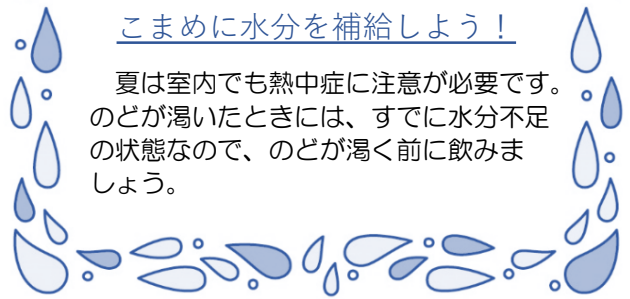 こまめに水分を補給しよう！
　夏は室内でも熱中症に注意が必要です。
のどが渇いたときには、すでに水分不足
の状態なので、のどが渇く前に飲みま
しょう。